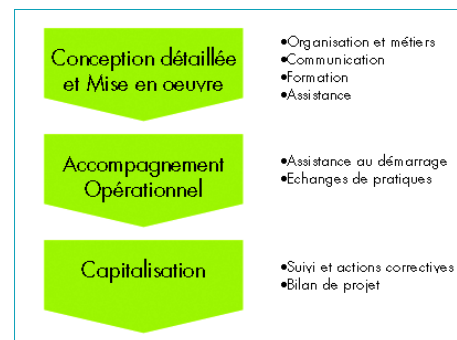 Conception détaillée
et Mise en oeuvre
•Organisation et métiers
•Communication
•Formation
•Assistance
Accompagnement
Opérationnel
•Assistance au démarrage
•Echanges de pratiques
Capitalisation
•Suivi et actions correctives
•Bilan de projet